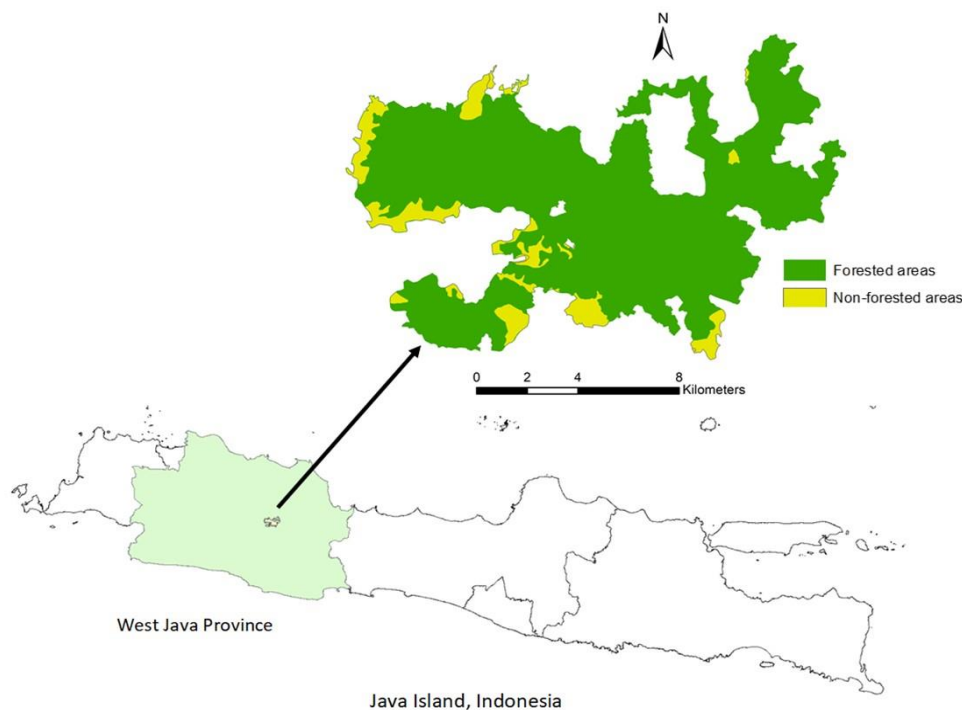 N
Forested areas
Non-forested areas
0 2 4 8
Kilometers
West Java Province
Java Island, Indonesia